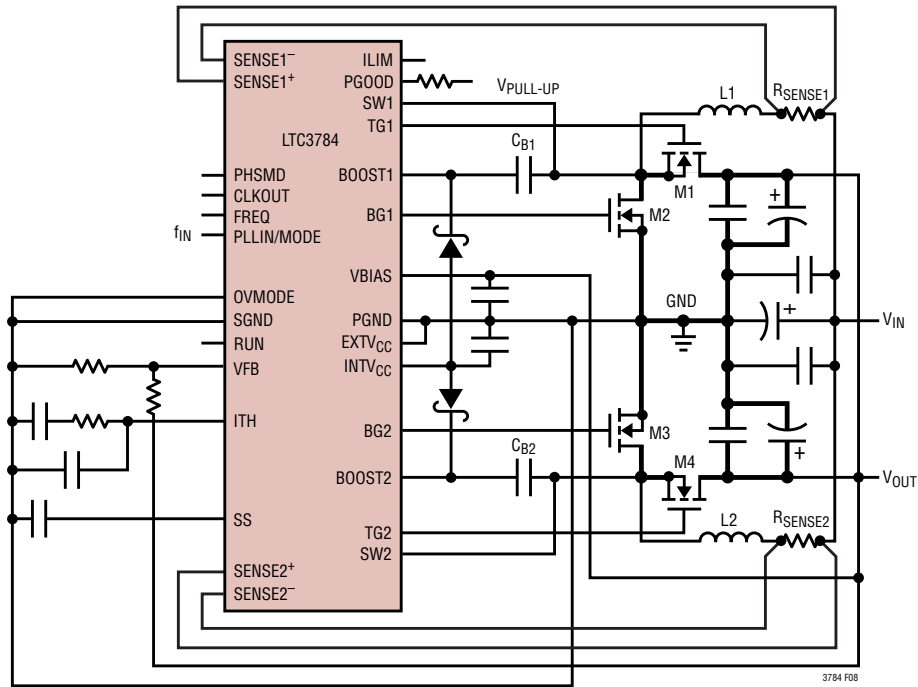 SENSE1–
SENSE1+
LTC3784
PHSMD
CLKOUT
FREQ
fIN
PLLIN/MODE
OVMODE
SGND
RUN
VFB
ITH
SS
SENSE2+
SENSE2–
ILIM
PGOOD
SW1
TG1
BOOST1
BG1
VBIAS
PGND
EXTVCC
INTVCC
BG2
BOOST2
TG2
SW2
VPULL-UP
CB1
CB2
L1
RSENSE1
M1
+
M2
GND
+
VIN
M3
M4
+
VOUT
L2
RSENSE2
3784 F08